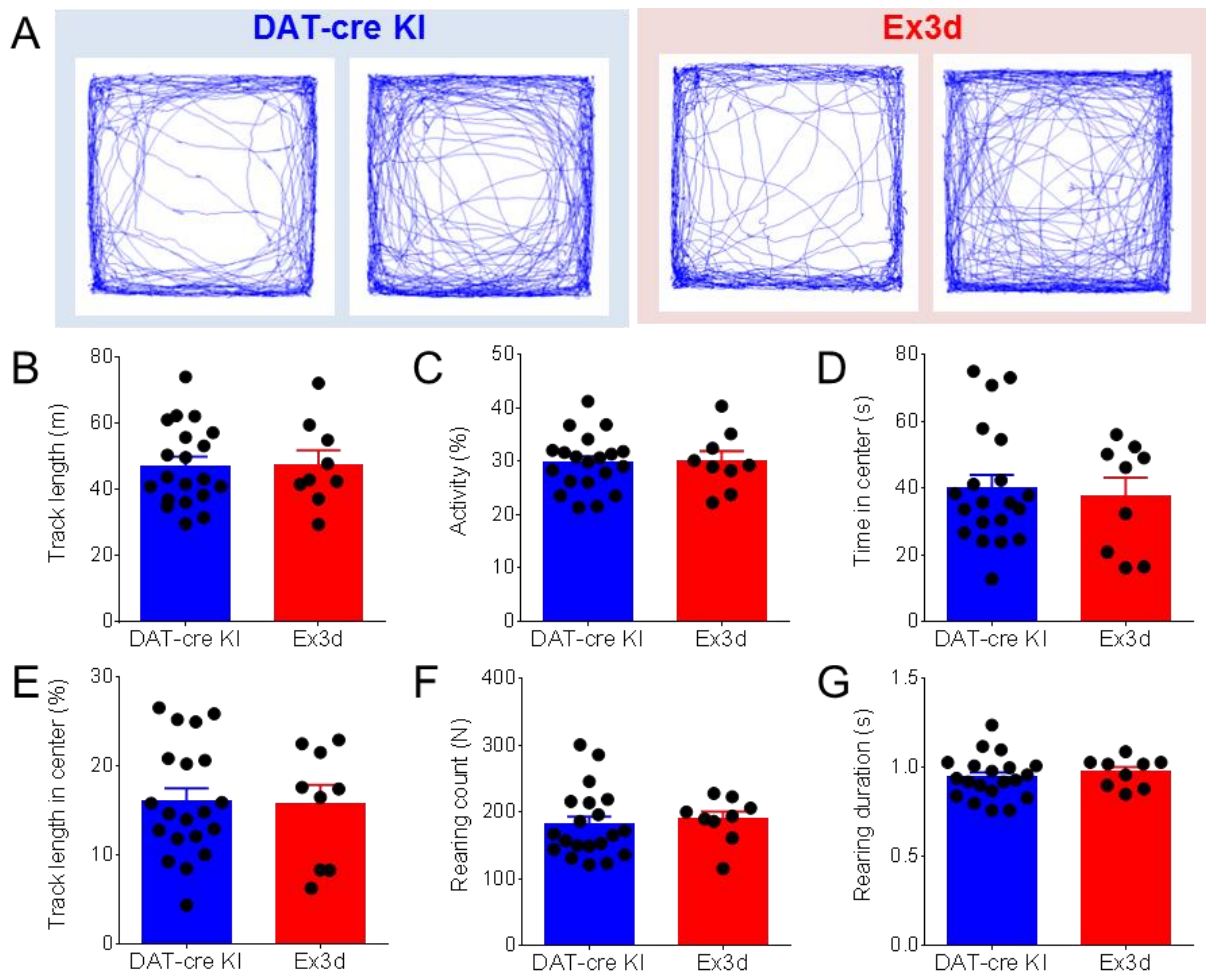 A
DAT-cre KI
Ex3d
B
Track length (m)
80
60
40
20
0
DAT-cre KI
Ex3d
C
Activity (%)
50
40
30
20
10
0
DAT-cre KI
Ex3d
D
Time in center (s)
80
60
40
20
0
DAT-cre KI
Ex3d
E
Track length in center (%)
30
20
10
0
DAT-cre KI
Ex3d
F
Rearing count (N)
400
300
200
100
0
DAT-cre KI
Ex3d
G
Rearing duration (s)
1.5
1.0
0.5
0.0
DAT-cre KI
Ex3d